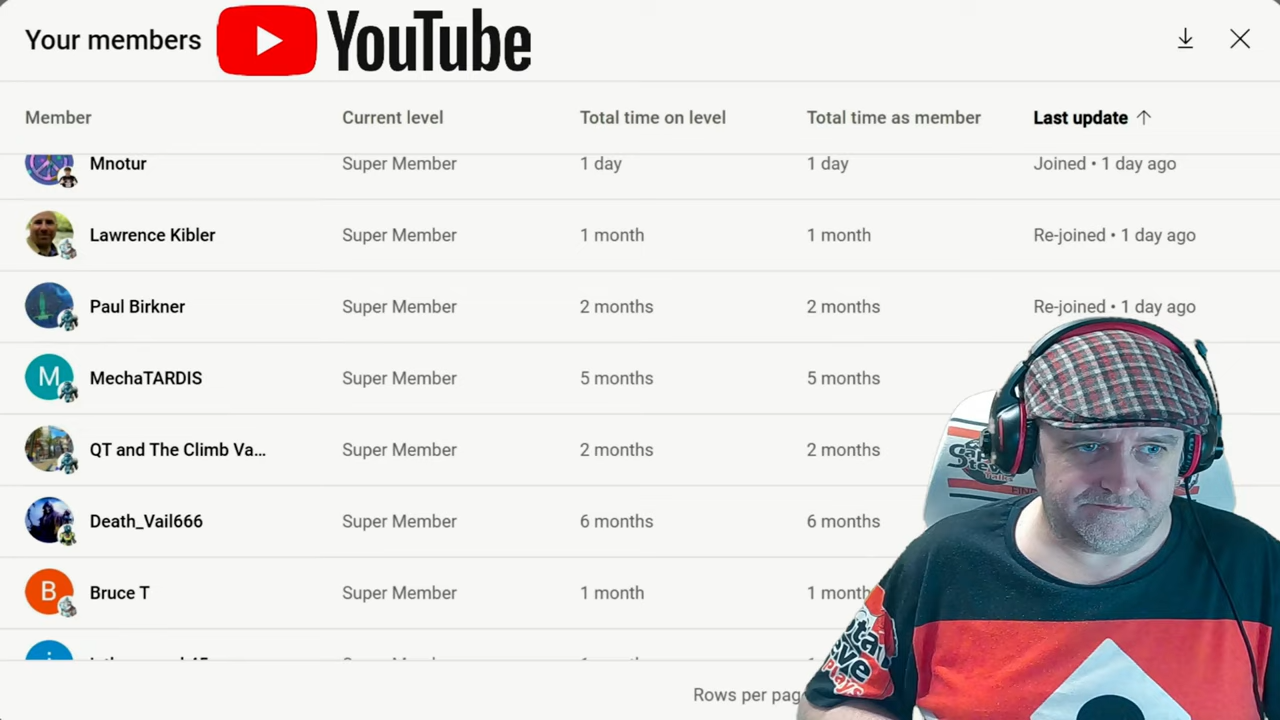 Your members YouTube
Member Current level Total time on level Total time as member Last update
Mnotur Super Member 1 day 1 day Joined • 1 day ago
Lawrence Kibler Super Member 1 month 1 month Re-joined • 1 day ago
Paul Birkner Super Member 2 months 2 months Re-joined • 1 day ago
M MechaTARDIS Super Member 5 months 5 months
QT and The Climb Va... Super Member 2 months 2 months
Death_Vail666 Super Member 6 months 6 months
B Bruce T Super Member 1 month 1 month
Rows per pag
Steve
plays